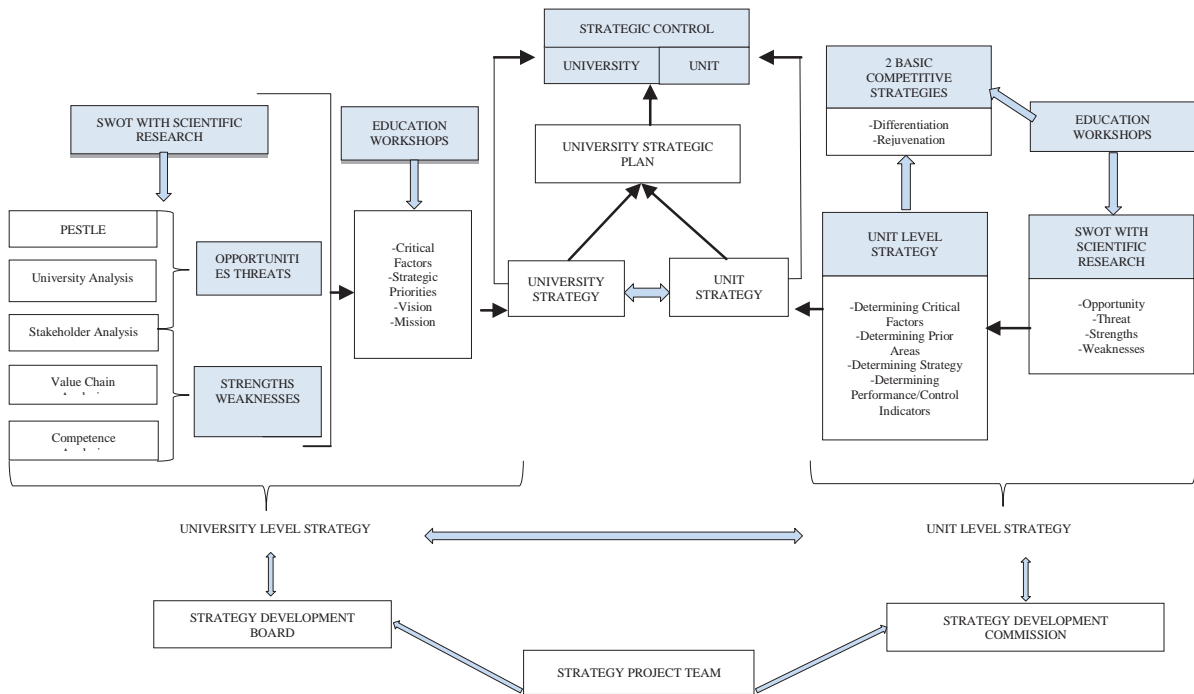 STRATEGIC CONTROL
UNIVERSITY
UNIT
2 BASIC
COMPETITIVE
STRATEGIES
-Differentiation
-Rejuvenation
SWOT WITH SCIENTIFIC
RESEARCH
EDUCATION
WORKSHOPS
UNIVERSITY STRATEGIC
PLAN
EDUCATION
WORKSHOPS
PESTLE
University Analysis
Stakeholder Analysis
Value Chain
Competence
OPPORTUNITI
ES THREATS
STRENGTHS
WEAKNESSES
-Critical
Factors
-Strategic
Priorities
-Vision
-Mission
UNIVERSITY
STRATEGY
UNIT
STRATEGY
UNIT LEVEL
STRATEGY
-Determining Critical
Factors
-Determining Prior
Areas
-Determining Strategy
-Determining
Performance/Control
Indicators
SWOT WITH
SCIENTIFIC
RESEARCH
-Opportunity
-Threat
-Strengths
-Weaknesses
UNIVERSITY LEVEL STRATEGY
UNIT LEVEL STRATEGY
STRATEGY DEVELOPMENT
BOARD
STRATEGY DEVELOPMENT
COMMISSION
STRATEGY PROJECT TEAM